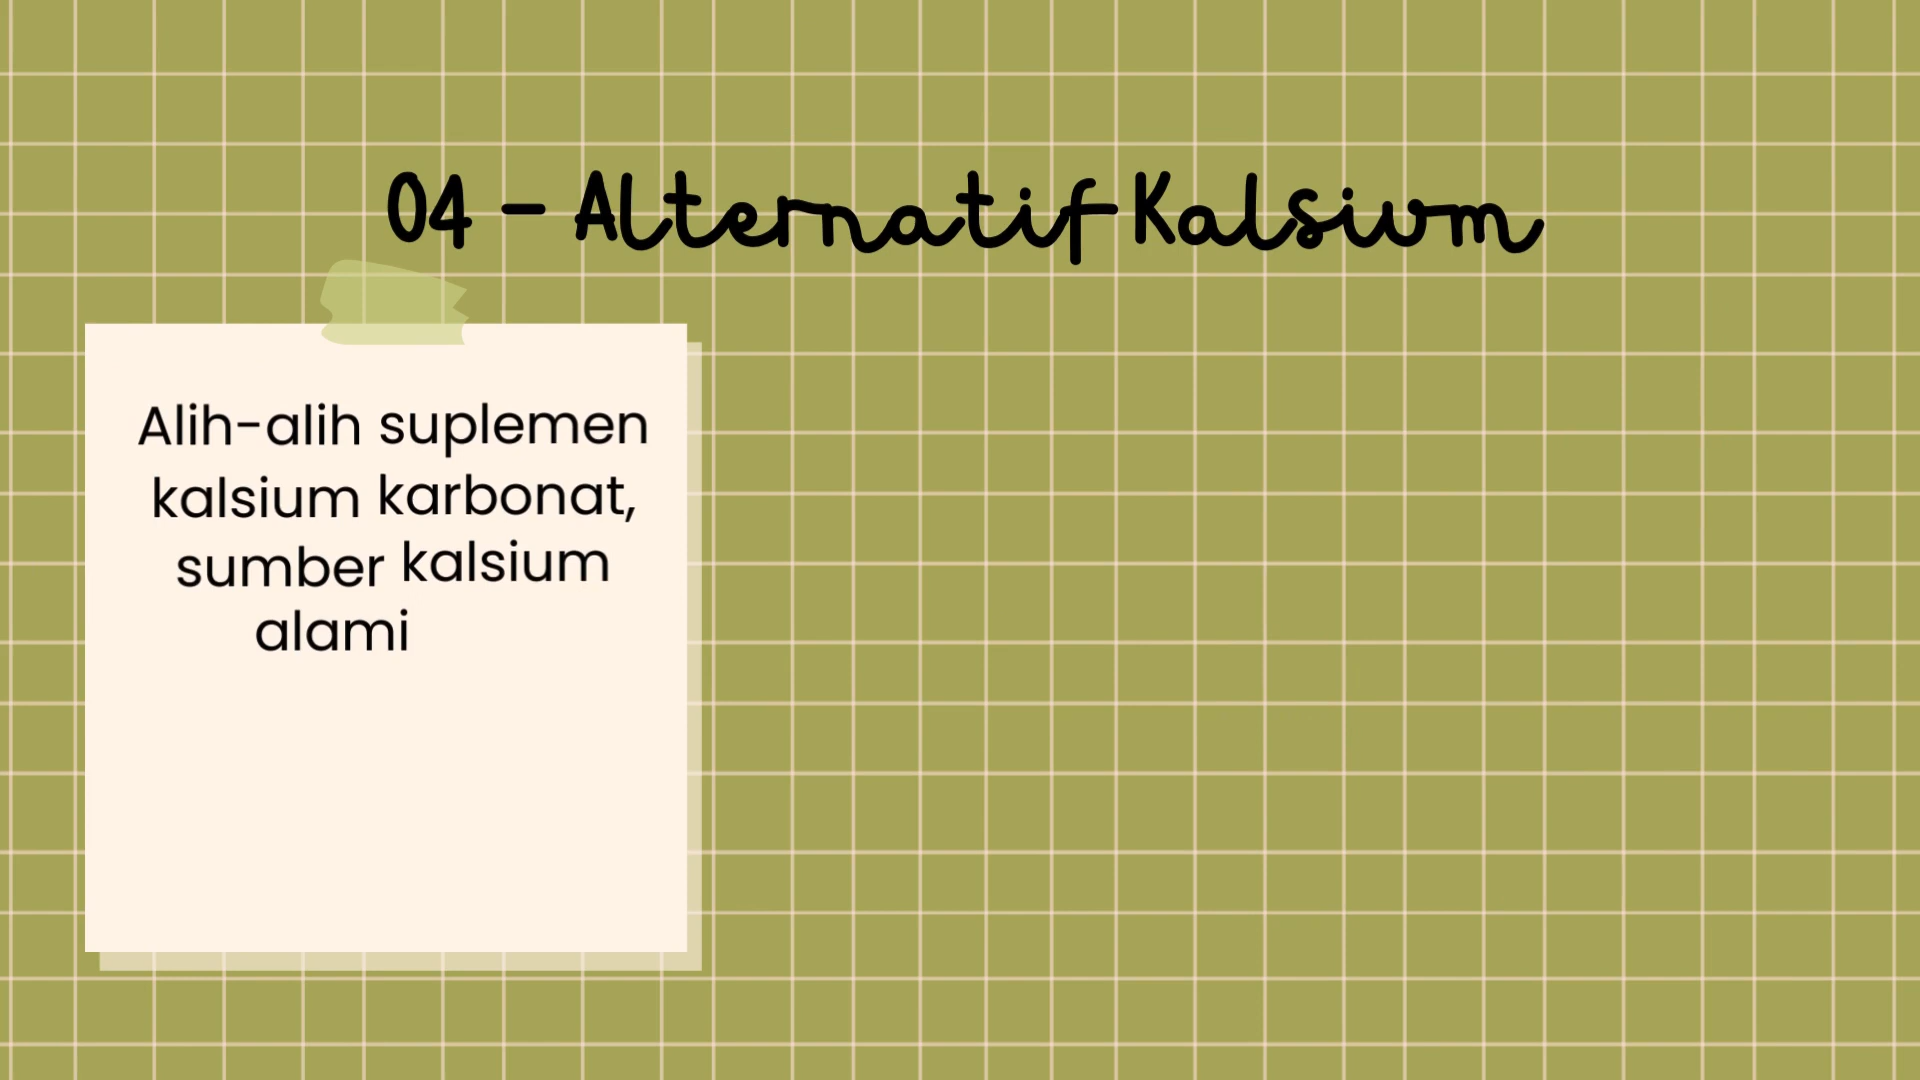 04 - Alternatif Kalsium
Alih-alih suplemen
kalsium karbonat,
sumber kalsium
alami